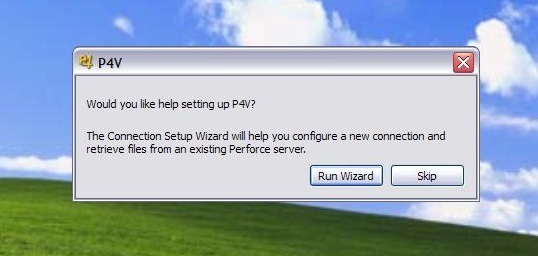 P4V
Would you like help setting up P4V?
The Connection Setup Wizard will help you configure a new connection and
retrieve files from an existing Perforce server.
Run Wizard Skip